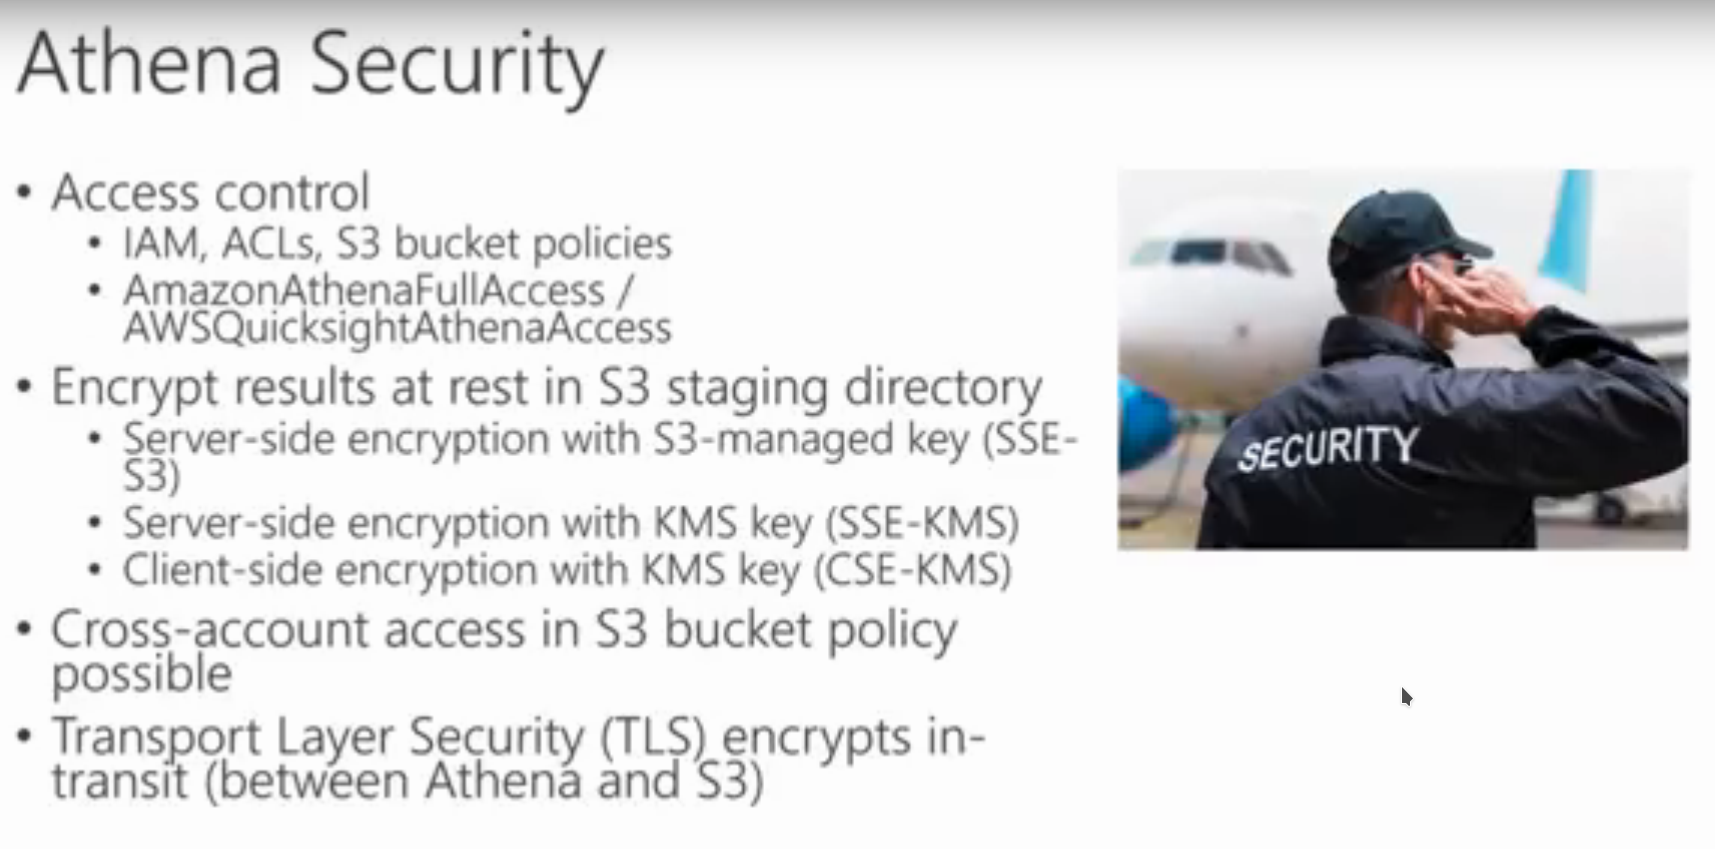 Athena Security
• Access control
• IAM, ACLs, S3 bucket policies
• AmazonAthenaFullAccess /
AWSQuicksightAthenaAccess
• Encrypt results at rest in S3 staging directory
• Server-side encryption with S3-managed key (SSE-
S3)
• Server-side encryption with KMS key (SSE-KMS)
• Client-side encryption with KMS key (CSE-KMS)
• Cross-account access in S3 bucket policy
possible
• Transport Layer Security (TLS) encrypts in-
transit (between Athena and S3)
SECURITY